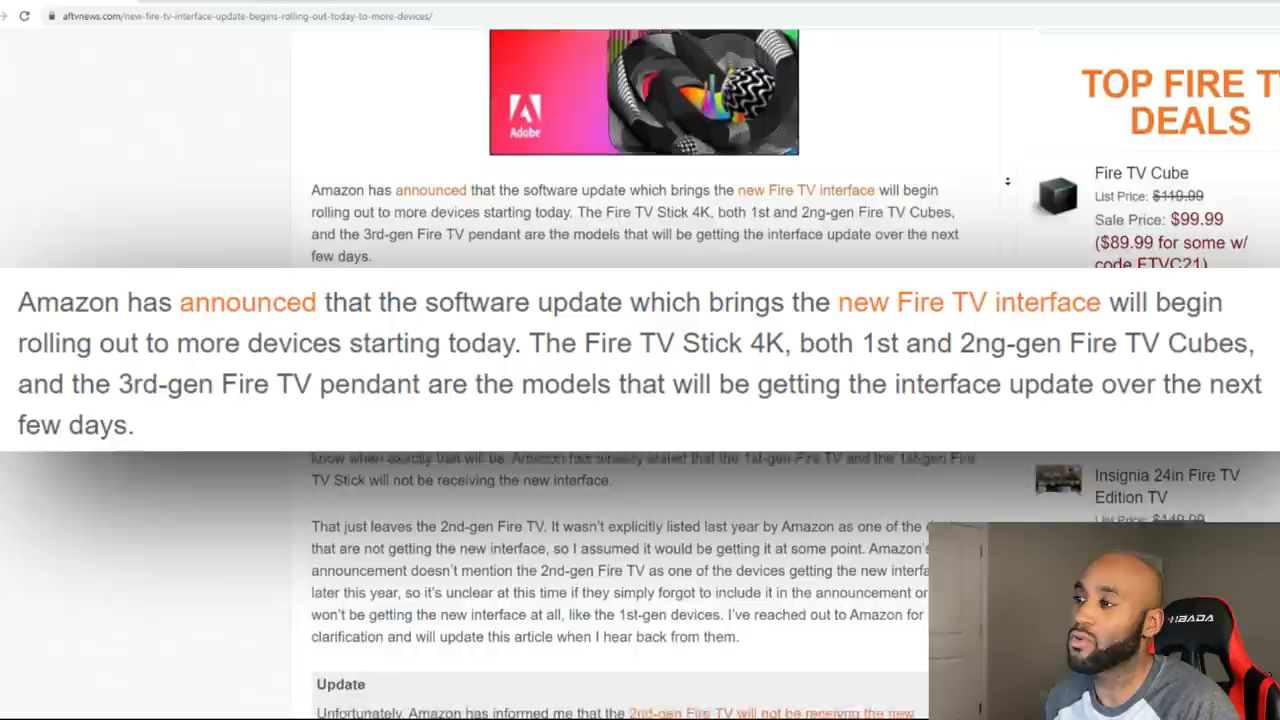 aftvnews.com/new-fire-tv-interface-update-begins-rolling-out-today-to-more-devices/
Adobe
TOP FIRE T
DEALS
Amazon has announced that the software update which brings the new Fire TV interface will begin
rolling out to more devices starting today. The Fire TV Stick 4K, both 1st and 2ng-gen Fire TV Cubes,
and the 3rd-gen Fire TV pendant are the models that will be getting the interface update over the next
few days.
Fire TV Cube
List Price: $119.99
Sale Price: $99.99
($89.99 for some w/
code FTVC21)
Amazon has announced that the software update which brings the new Fire TV interface will begin
rolling out to more devices starting today. The Fire TV Stick 4K, both 1st and 2ng-gen Fire TV Cubes,
and the 3rd-gen Fire TV pendant are the models that will be getting the interface update over the next
few days.
know when exactly that will be. Amazon has already stated that the 1st-gen Fire TV and the 1st-gen Fire
TV Stick will not be receiving the new interface.
Insignia 24in Fire TV
Edition TV
List Price: $149.99
That just leaves the 2nd-gen Fire TV. It wasn't explicitly listed last year by Amazon as one of the
that are not getting the new interface, so I assumed it would be getting it at some point. Amazon's
announcement doesn't mention the 2nd-gen Fire TV as one of the devices getting the new interfa
later this year, so it's unclear at this time if they simply forgot to include it in the announcement or
won't be getting the new interface at all, like the 1st-gen devices. I've reached out to Amazon for
clarification and will update this article when I hear back from them.
Update
Unfortunately, Amazon has informed me that the 2nd-gen Fire TV will not be receiving the new
BADA